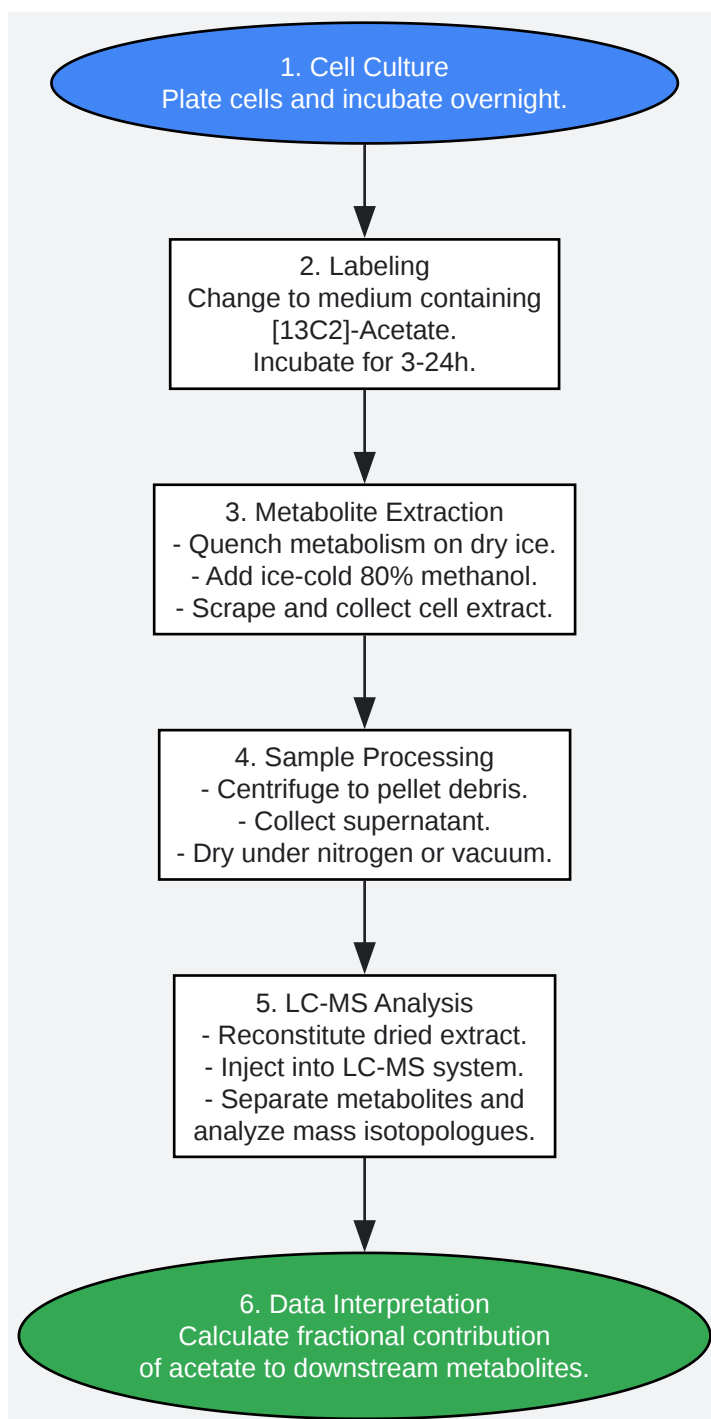 1. Cell Culture
Plate cells and incubate overnight.
2. Labeling
Change to medium containing
[13C2]-Acetate.
Incubate for 3-24h.
3. Metabolite Extraction
- Quench metabolism on dry ice.
- Add ice-cold 80% methanol.
- Scrape and collect cell extract.
4. Sample Processing
- Centrifuge to pellet debris.
- Collect supernatant.
- Dry under nitrogen or vacuum.
5. LC-MS Analysis
- Reconstitute dried extract.
- Inject into LC-MS system.
- Separate metabolites and
analyze mass isotopologues.
6. Data Interpretation
Calculate fractional contribution
of acetate to downstream metabolites.